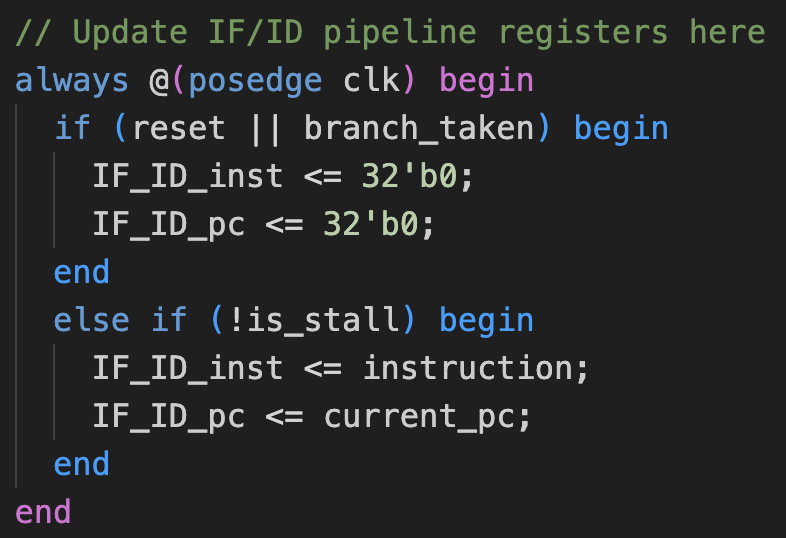 // Update IF/ID pipeline registers here
always @(posedge clk) begin
  if (reset || branch_taken) begin
    IF_ID_inst <= 32'b0;
    IF_ID_pc <= 32'b0;
  end
  else if (!is_stall) begin
    IF_ID_inst <= instruction;
    IF_ID_pc <= current_pc;
  end
end